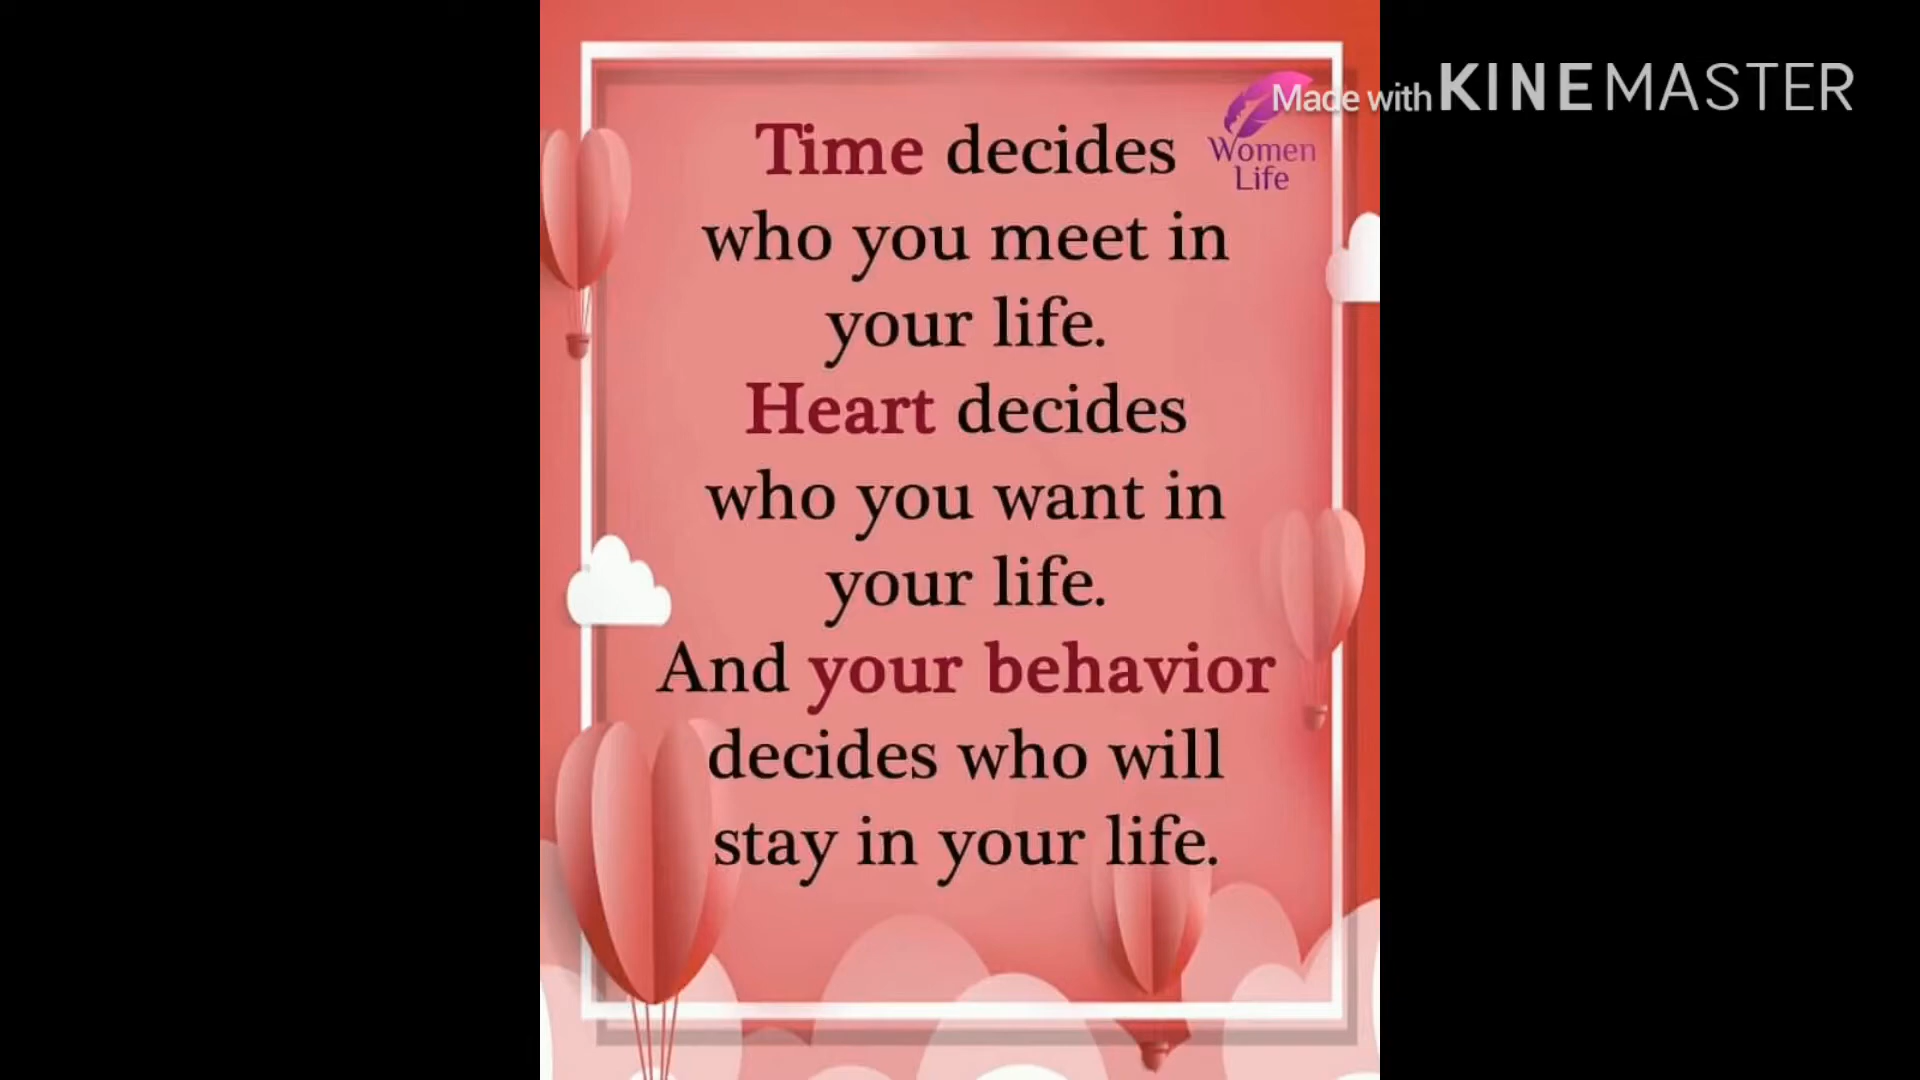 Made with KINEMASTER
Women
Life
Time decides
who you meet in
your life.
Heart decides
who you want in
your life.
And your behavior
decides who will
stay in your life.